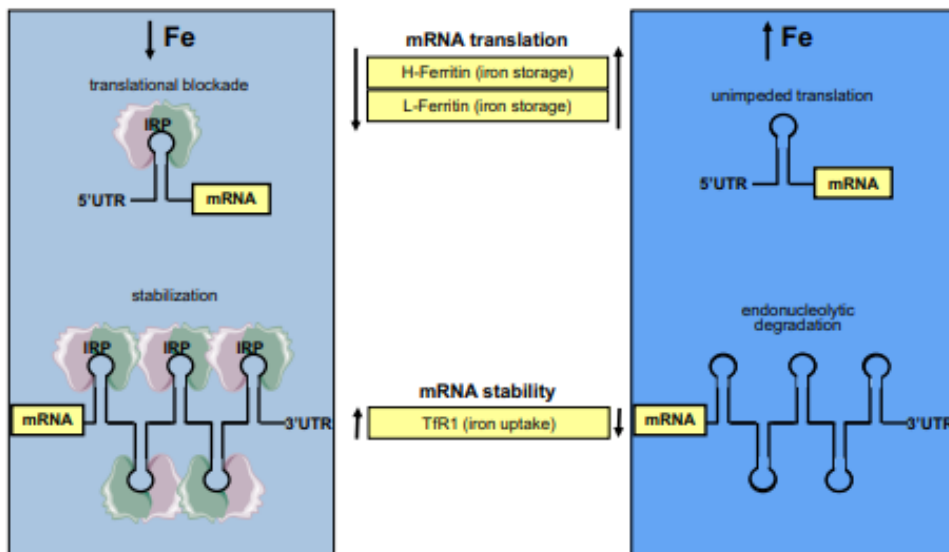 ↓ Fe
translational blockade
IRP
5'UTR
mRNA
stabilization
IRP IRP IRP
mRNA
3'UTR
mRNA translation
H-Ferritin (iron storage)
L-Ferritin (iron storage)
mRNA stability
TfR1 (iron uptake)
↑ Fe
unimpeded translation
5'UTR
mRNA
endonucleolytic
degradation
mRNA
3'UTR